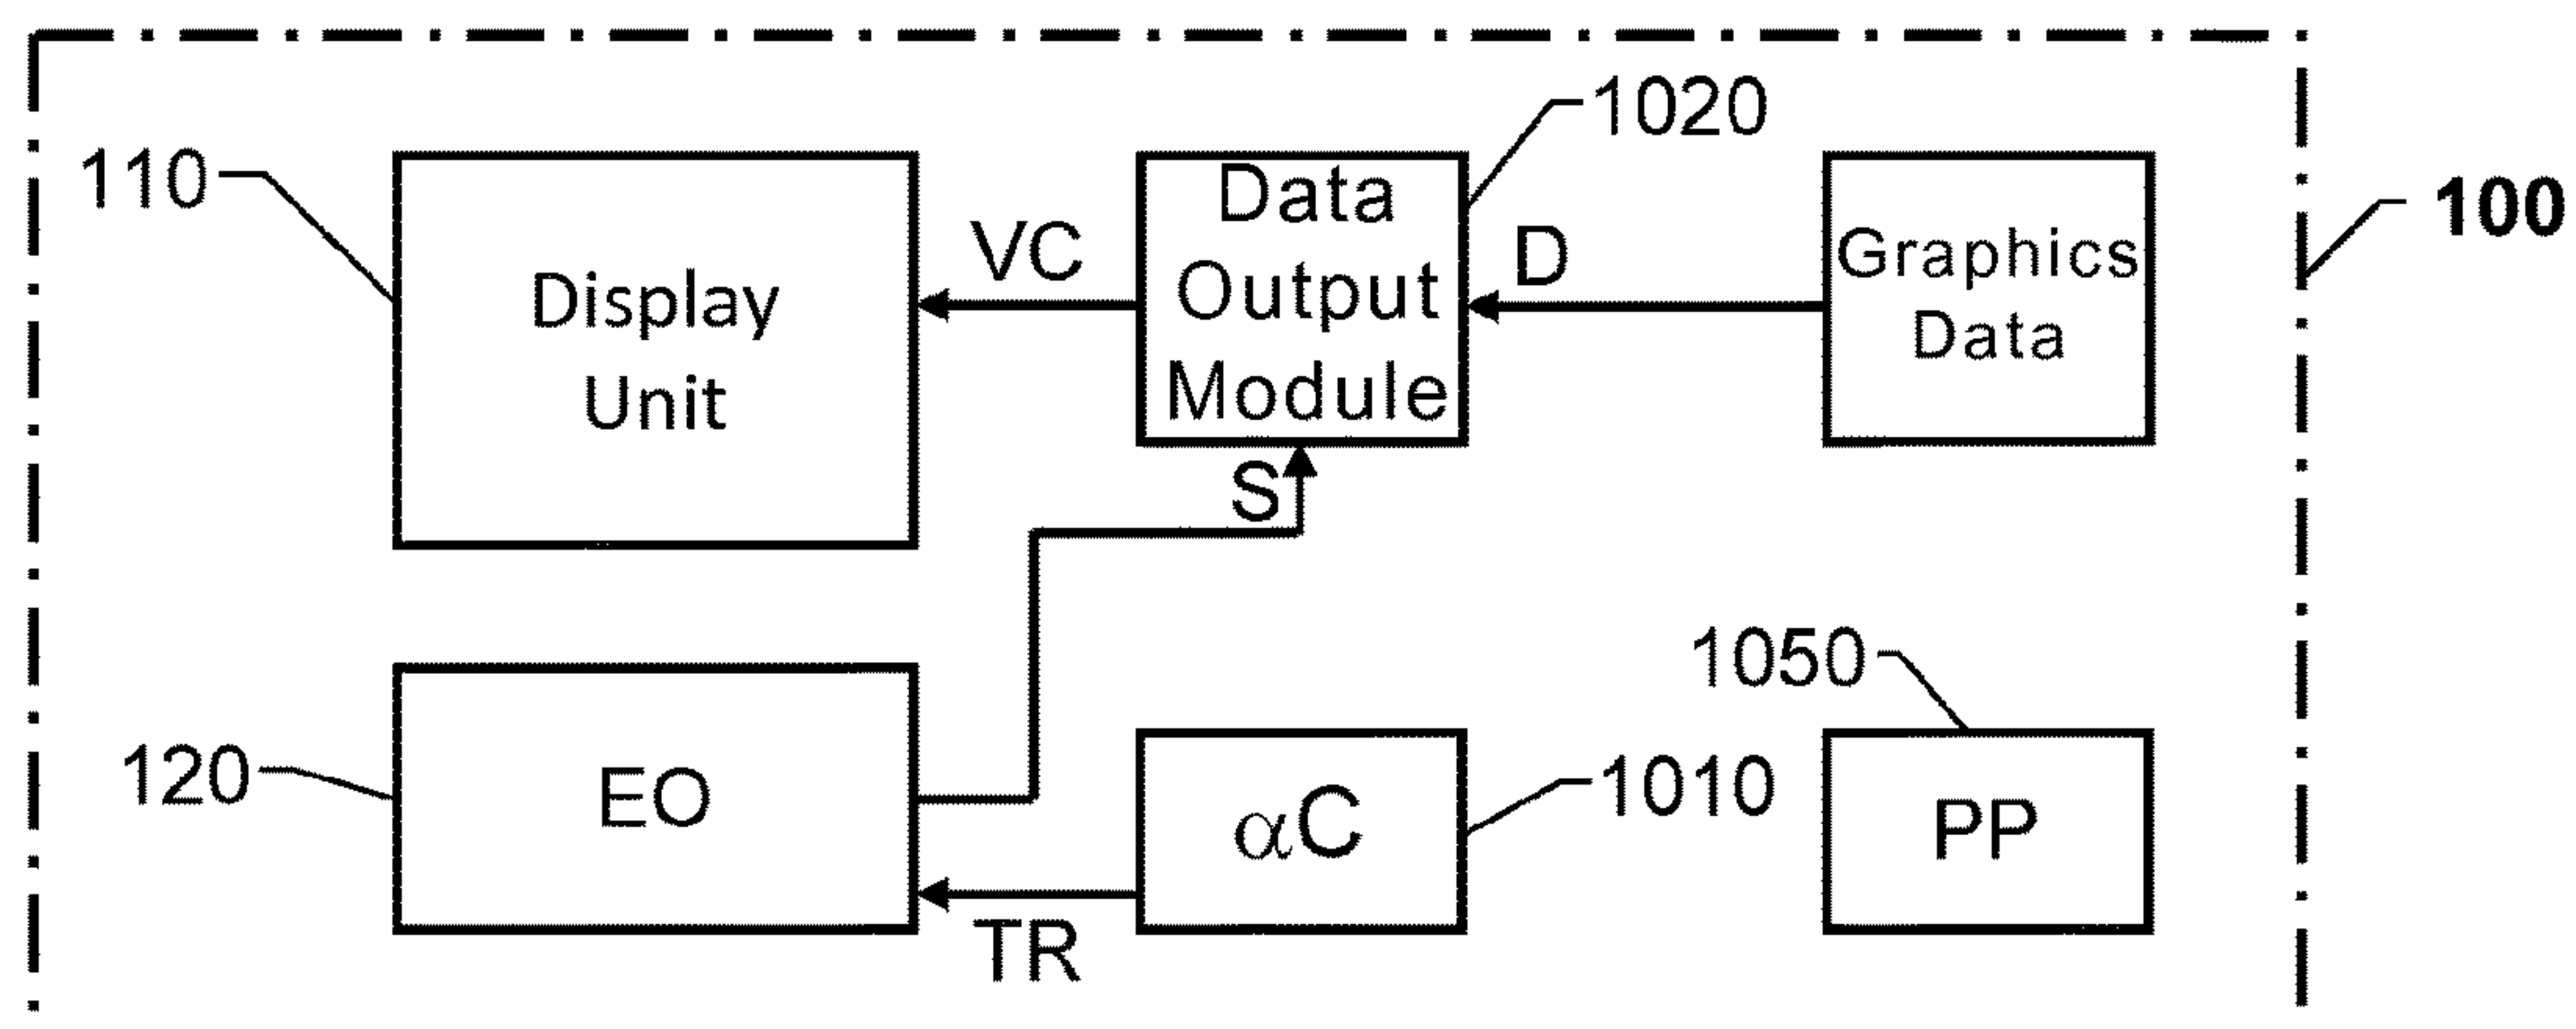 1020
110
Data
Output
Module
VC
D
Graphics
Data
100
Display
Unit
S
1050
120
EO
αC
1010
PP
TR